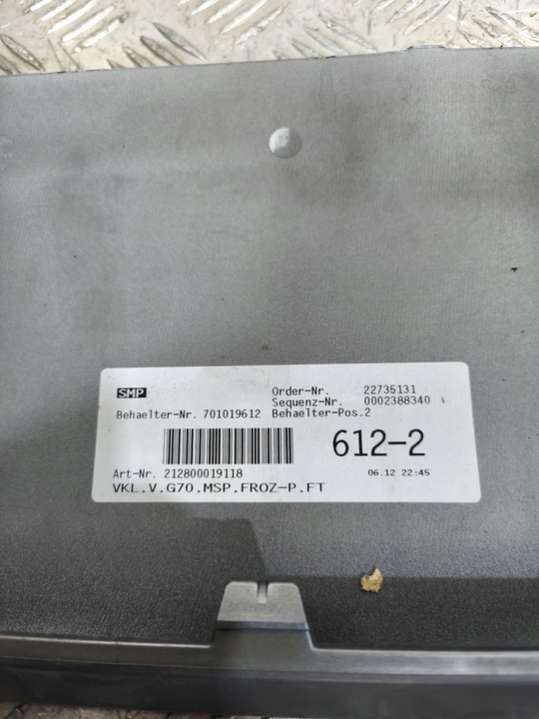 SMP
Order-Nr. 22735131
Sequenz-Nr. 0002388340
Behaelter-Nr. 701019612 Behaelter-Pos.2
612-2
Art-Nr. 212800019118
06.12 22:45
VKL.V.G70.MSP.FROZ-P.FT